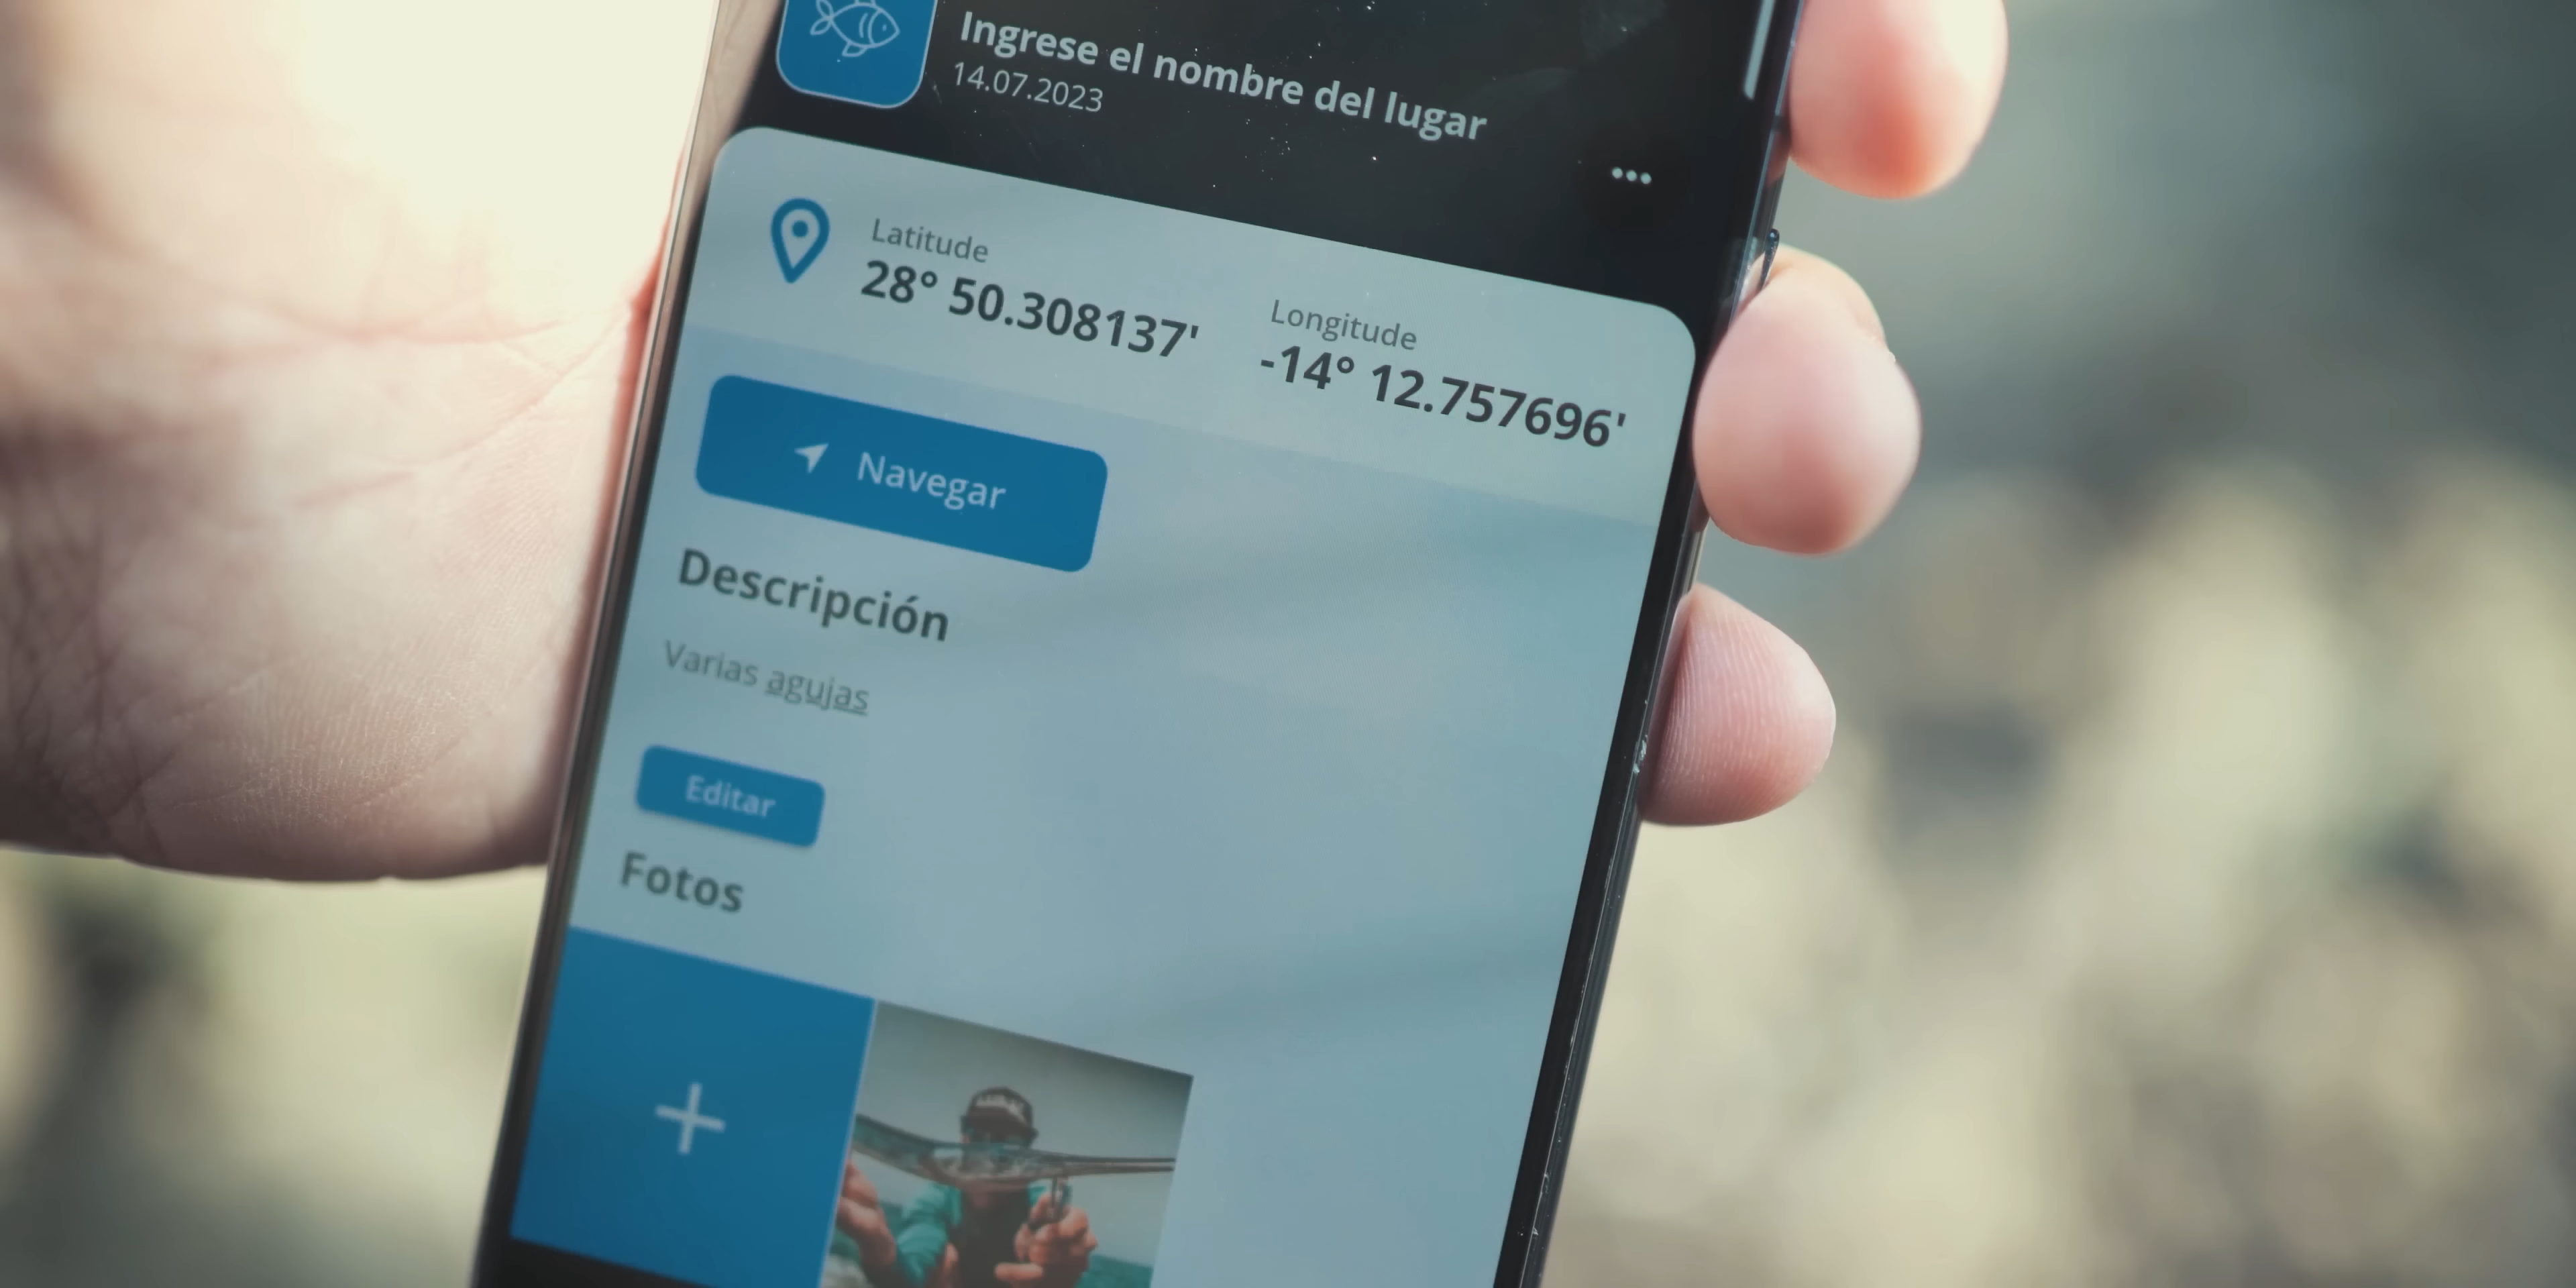 Ingrese el nombre del lugar
14.07.2023
Latitude
28° 50.308137'
Longitude
-14° 12.757696'
Navegar
Descripción
Varias agujas
Editar
Fotos